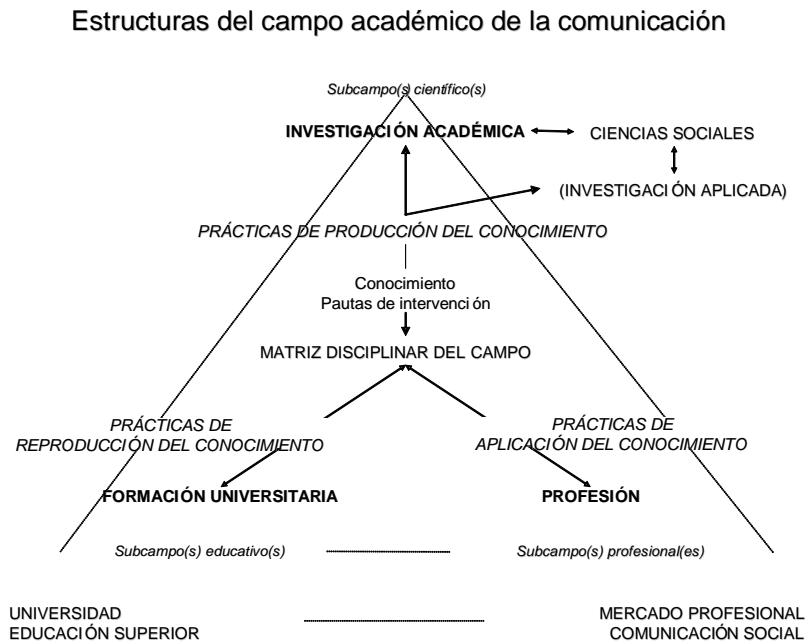 Estructuras del campo académico de la comunicación
Subcampo(s) científico(s)
INVESTIGACIÓN ACADÉMICA
CIENCIAS SOCIALES
(INVESTIGACIÓN APLICADA)
PRÁCTICAS DE PRODUCCIÓN DEL CONOCIMIENTO
Conocimiento
Pautas de intervención
MATRIZ DISCIPLINAR DEL CAMPO
PRÁCTICAS DE
REPRODUCCIÓN DEL CONOCIMIENTO
PRÁCTICAS DE
APLICACIÓN DEL CONOCIMIENTO
FORMACIÓN UNIVERSITARIA
PROFESIÓN
Subcampo(s) educativo(s)
Subcampo(s) profesional(es)
UNIVERSIDAD
EDUCACIÓN SUPERIOR
MERCADO PROFESIONAL
COMUNICACIÓN SOCIAL